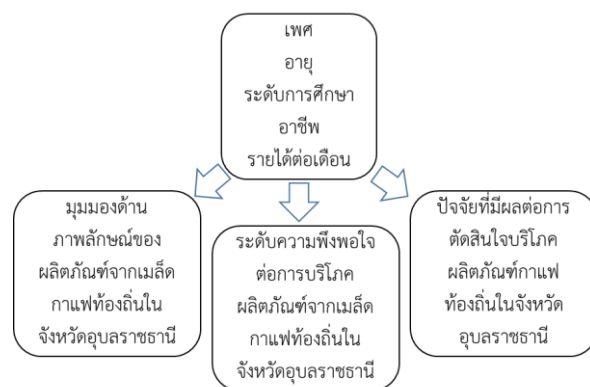 เพศ
อายุ
ระดับการศึกษา
อาชีพ
รายได้ต่อเดือน
มุมมองด้าน
ภาพลักษณ์ของ
ผลิตภัณฑ์จากเมล็ด
กาแฟท้องถิ่นใน
จังหวัดอุบลราชธานี
ระดับความพึงพอใจ
ต่อการบริโภค
ผลิตภัณฑ์จากเมล็ด
กาแฟท้องถิ่นใน
จังหวัดอุบลราชธานี
ปัจจัยที่มีผลต่อการ
ตัดสินใจบริโภค
ผลิตภัณฑ์กาแฟ
ท้องถิ่นในจังหวัด
อุบลราชธานี